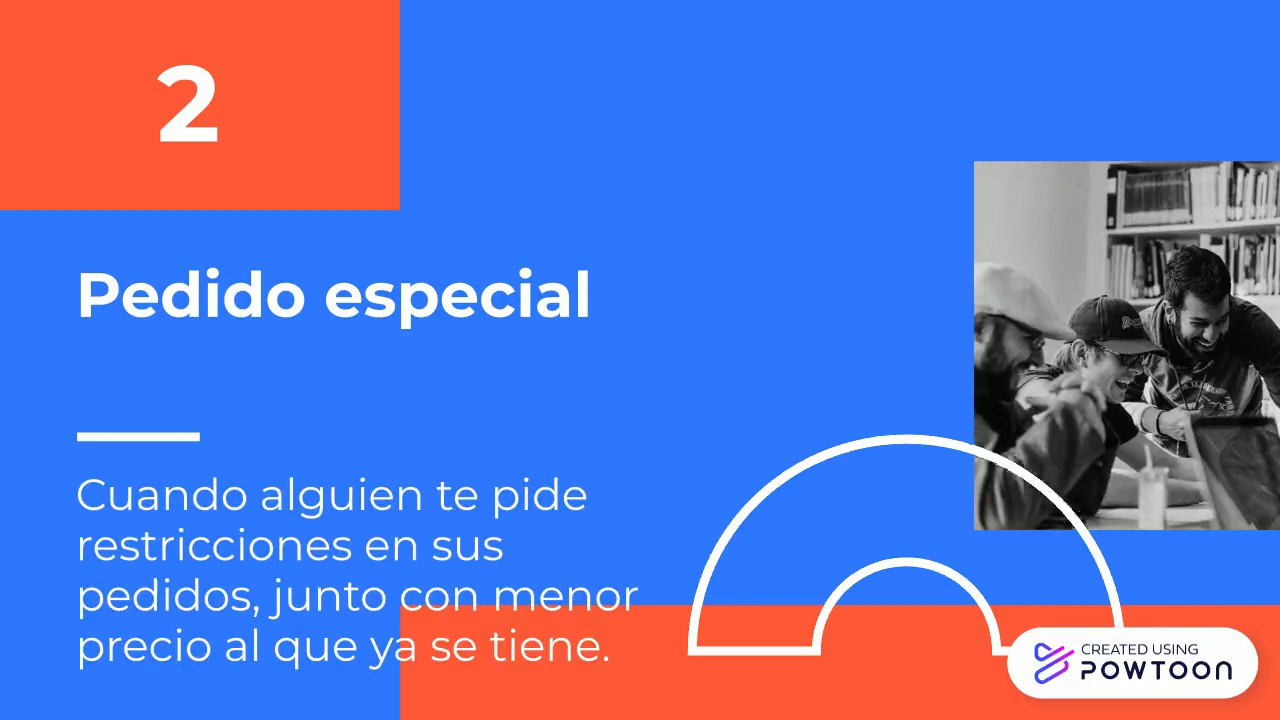 2
Pedido especial
Cuando alguien te pide
restricciones en sus
pedidos, junto con menor
precio al que ya se tiene.
CREATED USING
POWTOON